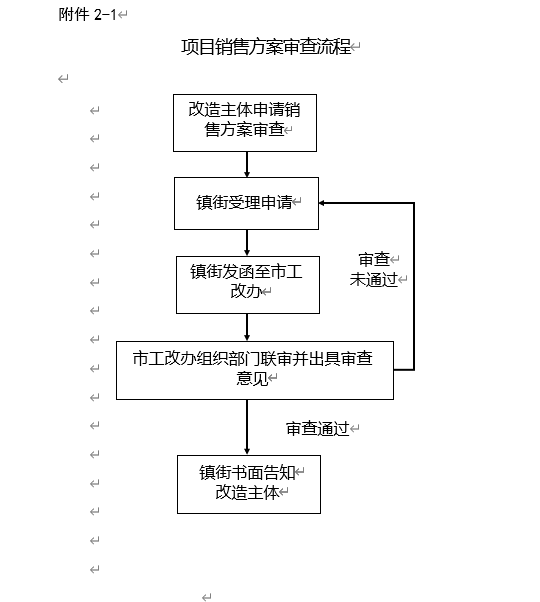 附件 2-1
项目销售方案审查流程
改造主体申请销
售方案审查
镇街受理申请
审查
未通过
镇街发函至市工
改办
市工改办组织部门联审并出具审查
意见
审查通过
镇街书面告知
改造主体